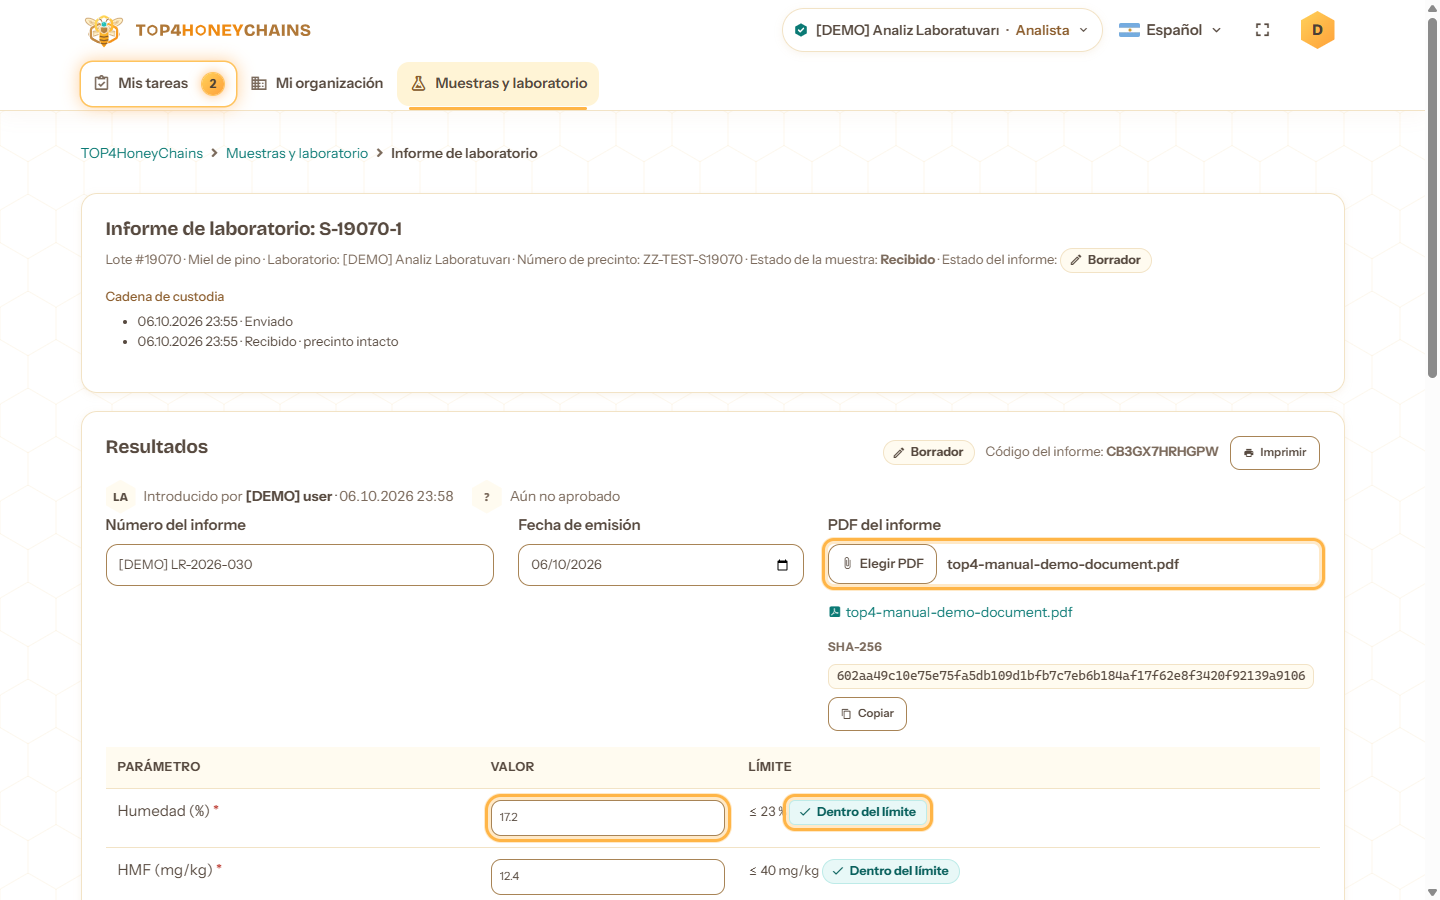 TOP4HONEYCHAINS
[DEMO] Analiz Laboratuvarı · Analista
Español
D
Mis tareas 2
Mi organización
Muestras y laboratorio
TOP4HoneyChains > Muestras y laboratorio > Informe de laboratorio
Informe de laboratorio: S-19070-1
Lote #19070 · Miel de pino · Laboratorio: [DEMO] Analiz Laboratuvarı · Número de precinto: ZZ-TEST-S19070 · Estado de la muestra: Recibido · Estado del informe: Borrador
Cadena de custodia
• 06.10.2026 23:55 · Enviado
• 06.10.2026 23:55 · Recibido · precinto intacto
Resultados
Borrador
Código del informe: CB3GX7HRHGPW
Imprimir
LA Introducido por [DEMO] user · 06.10.2026 23:58
? Aún no aprobado
Número del informe
Fecha de emisión
PDF del informe
[DEMO] LR-2026-030
06/10/2026
Elegir PDF top4-manual-demo-document.pdf
top4-manual-demo-document.pdf
SHA-256
602aa49c10e75e75fa5db109d1bfb7c7eb6b184af17f62e8f3420f92139a9106
Copiar
PARÁMETRO VALOR LÍMITE
Humedad (%) * 17.2 ≤ 23 % Dentro del límite
HMF (mg/kg) * 12.4 ≤ 40 mg/kg Dentro del límite